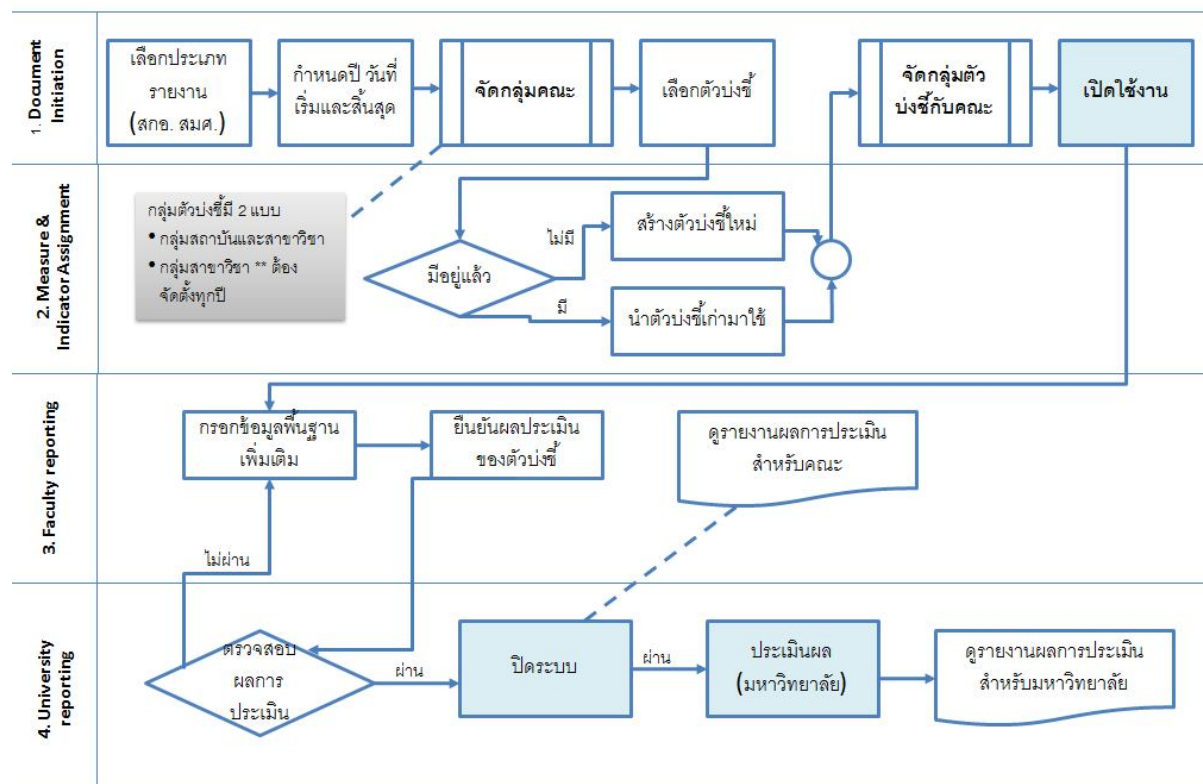 1. Document
Initiation
เลือกประเภท
รายงาน
(สกอ. สมศ.)
กำหนดปี วันที่
เริ่มและสิ้นสุด
จัดกลุ่มคณะ
เลือกตัวบ่งชี้
จัดกลุ่มตัว
บ่งชี้กับคณะ
เปิดใช้งาน
2. Measure &
Indicator Assignment
กลุ่มตัวบ่งชี้มี 2 แบบ
• กลุ่มสถาบันและสาขาวิชา
• กลุ่มสาขาวิชา ** ต้อง
จัดตั้งทุกปี
มีอยู่แล้ว
ไม่มี
สร้างตัวบ่งชี้ใหม่
มี
นำตัวบ่งชี้เก่ามาใช้
3. Faculty reporting
กรอกข้อมูลพื้นฐาน
เพิ่มเติม
ยืนยันผลประเมิน
ของตัวบ่งชี้
ดูรายงานผลการประเมิน
สำหรับคณะ
ไม่ผ่าน
4. University
reporting
ตรวจสอบ
ผลการ
ประเมิน
ผ่าน
ปิดระบบ
ผ่าน
ประเมินผล
(มหาวิทยาลัย)
ดูรายงานผลการประเมิน
สำหรับมหาวิทยาลัย